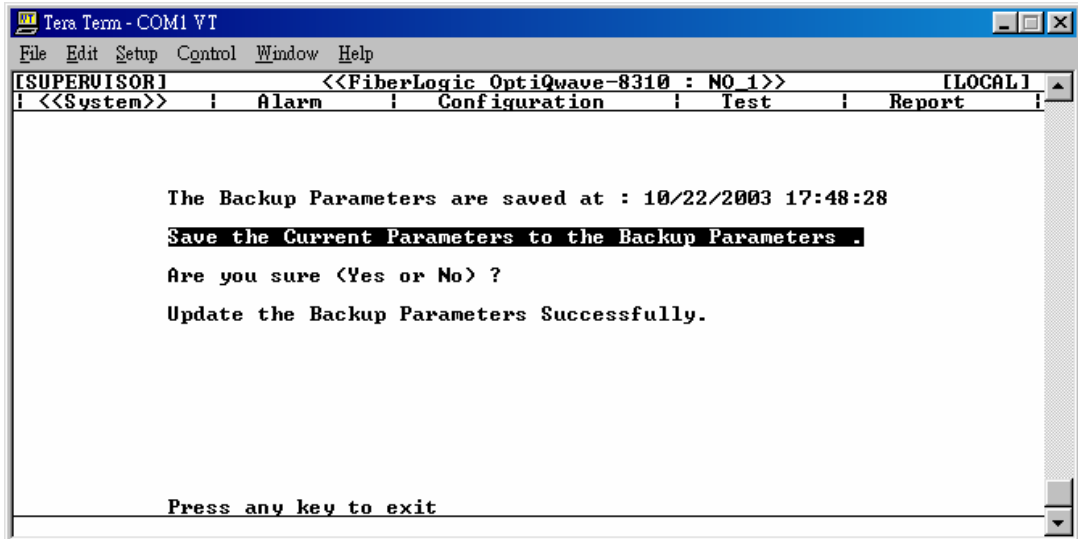 Tera Term - COM1 VT
File Edit Setup Control Window Help
[SUPERVISOR] <<FiberLogic OptiQwave-8310 : NO_1>> [LOCAL]
¦ <<System>> ¦ Alarm ¦ Configuration ¦ Test ¦ Report ¦
The Backup Parameters are saved at : 10/22/2003 17:48:28
Save the Current Parameters to the Backup Parameters .
Are you sure (Yes or No) ?
Update the Backup Parameters Successfully.
Press any key to exit